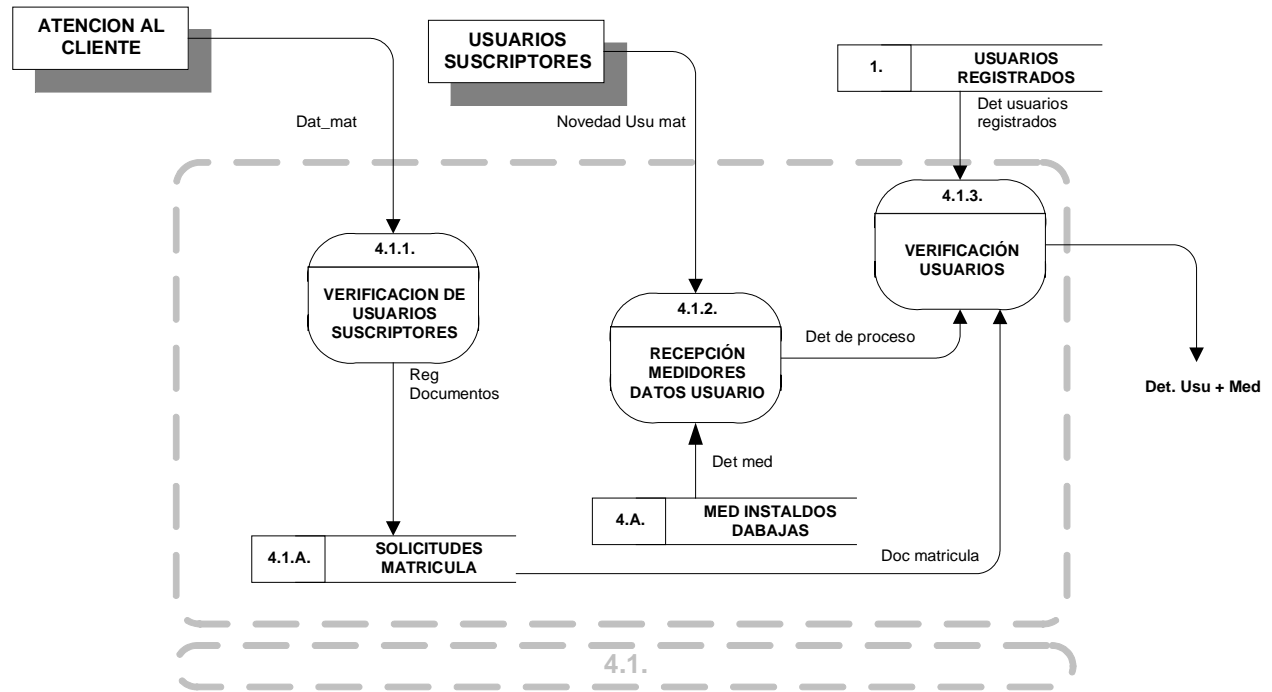 ATENCION AL
CLIENTE
USUARIOS
SUSCRIPTORES
1.
USUARIOS
REGISTRADOS
Dat_mat
Novedad Usu mat
Det usuarios
registrados
4.1.1.
VERIFICACION DE
USUARIOS
SUSCRIPTORES
4.1.2.
RECEPCIÓN
MEDIDORES
DATOS USUARIO
4.1.3.
VERIFICACIÓN
USUARIOS
Det de proceso
Reg
Documentos
Det. Usu + Med
Det med
4.A.
MED INSTALDOS
DABAJAS
4.1.A.
SOLICITUDES
MATRICULA
Doc matricula
4.1.